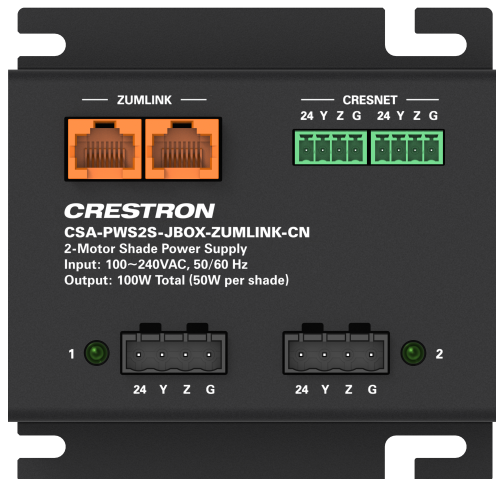 ZUMLINK
CRESNET
24 Y Z G 24 Y Z G
CRESTRON
CSA-PWS2S-JBOX-ZUMLINK-CN
2-Motor Shade Power Supply
Input: 100~240VAC, 50/60 Hz
Output: 100W Total (50W per shade)
1
2
24 Y Z G
24 Y Z G